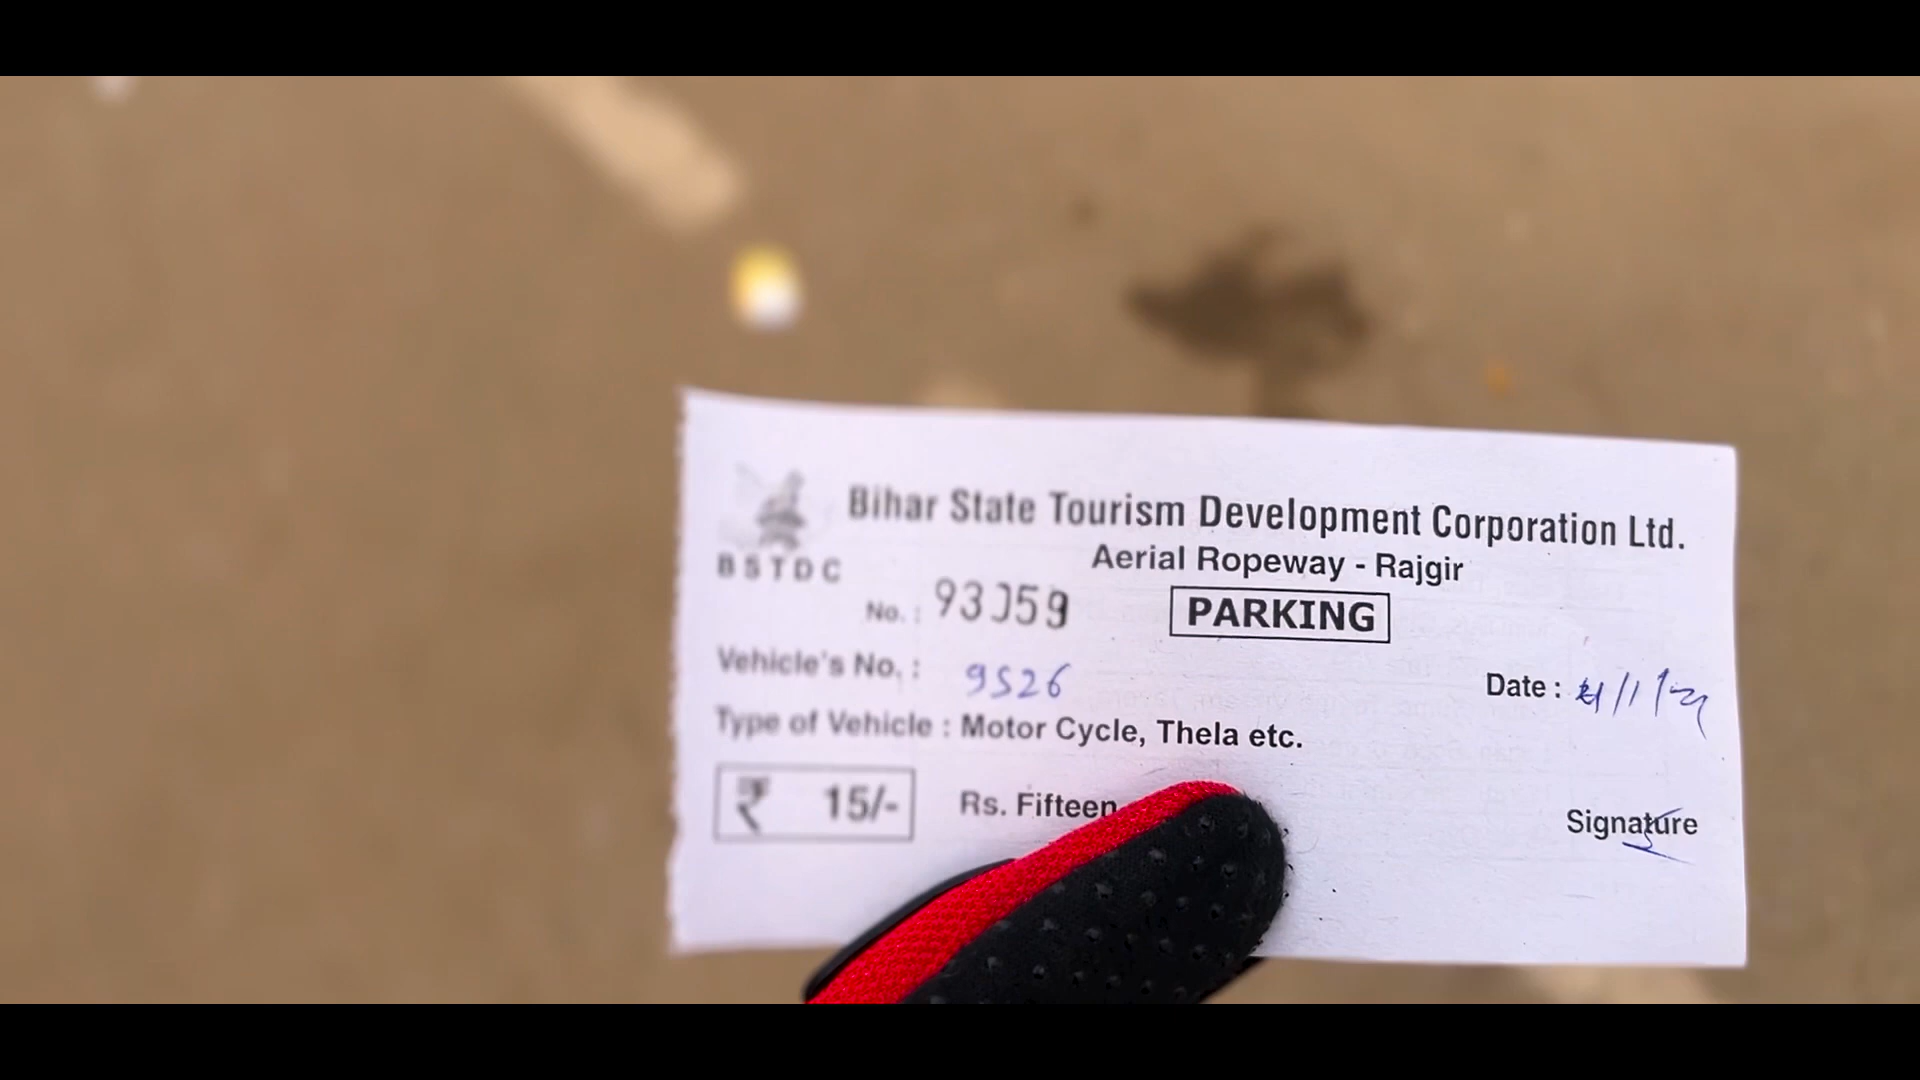 Bihar State Tourism Development Corporation Ltd.
BSTDC
Aerial Ropeway - Rajgir
No. : 93059
PARKING
Vehicle's No. : 9526
Date :
Type of Vehicle : Motor Cycle, Thela etc.
₹ 15/-
Rs. Fifteen
Signature